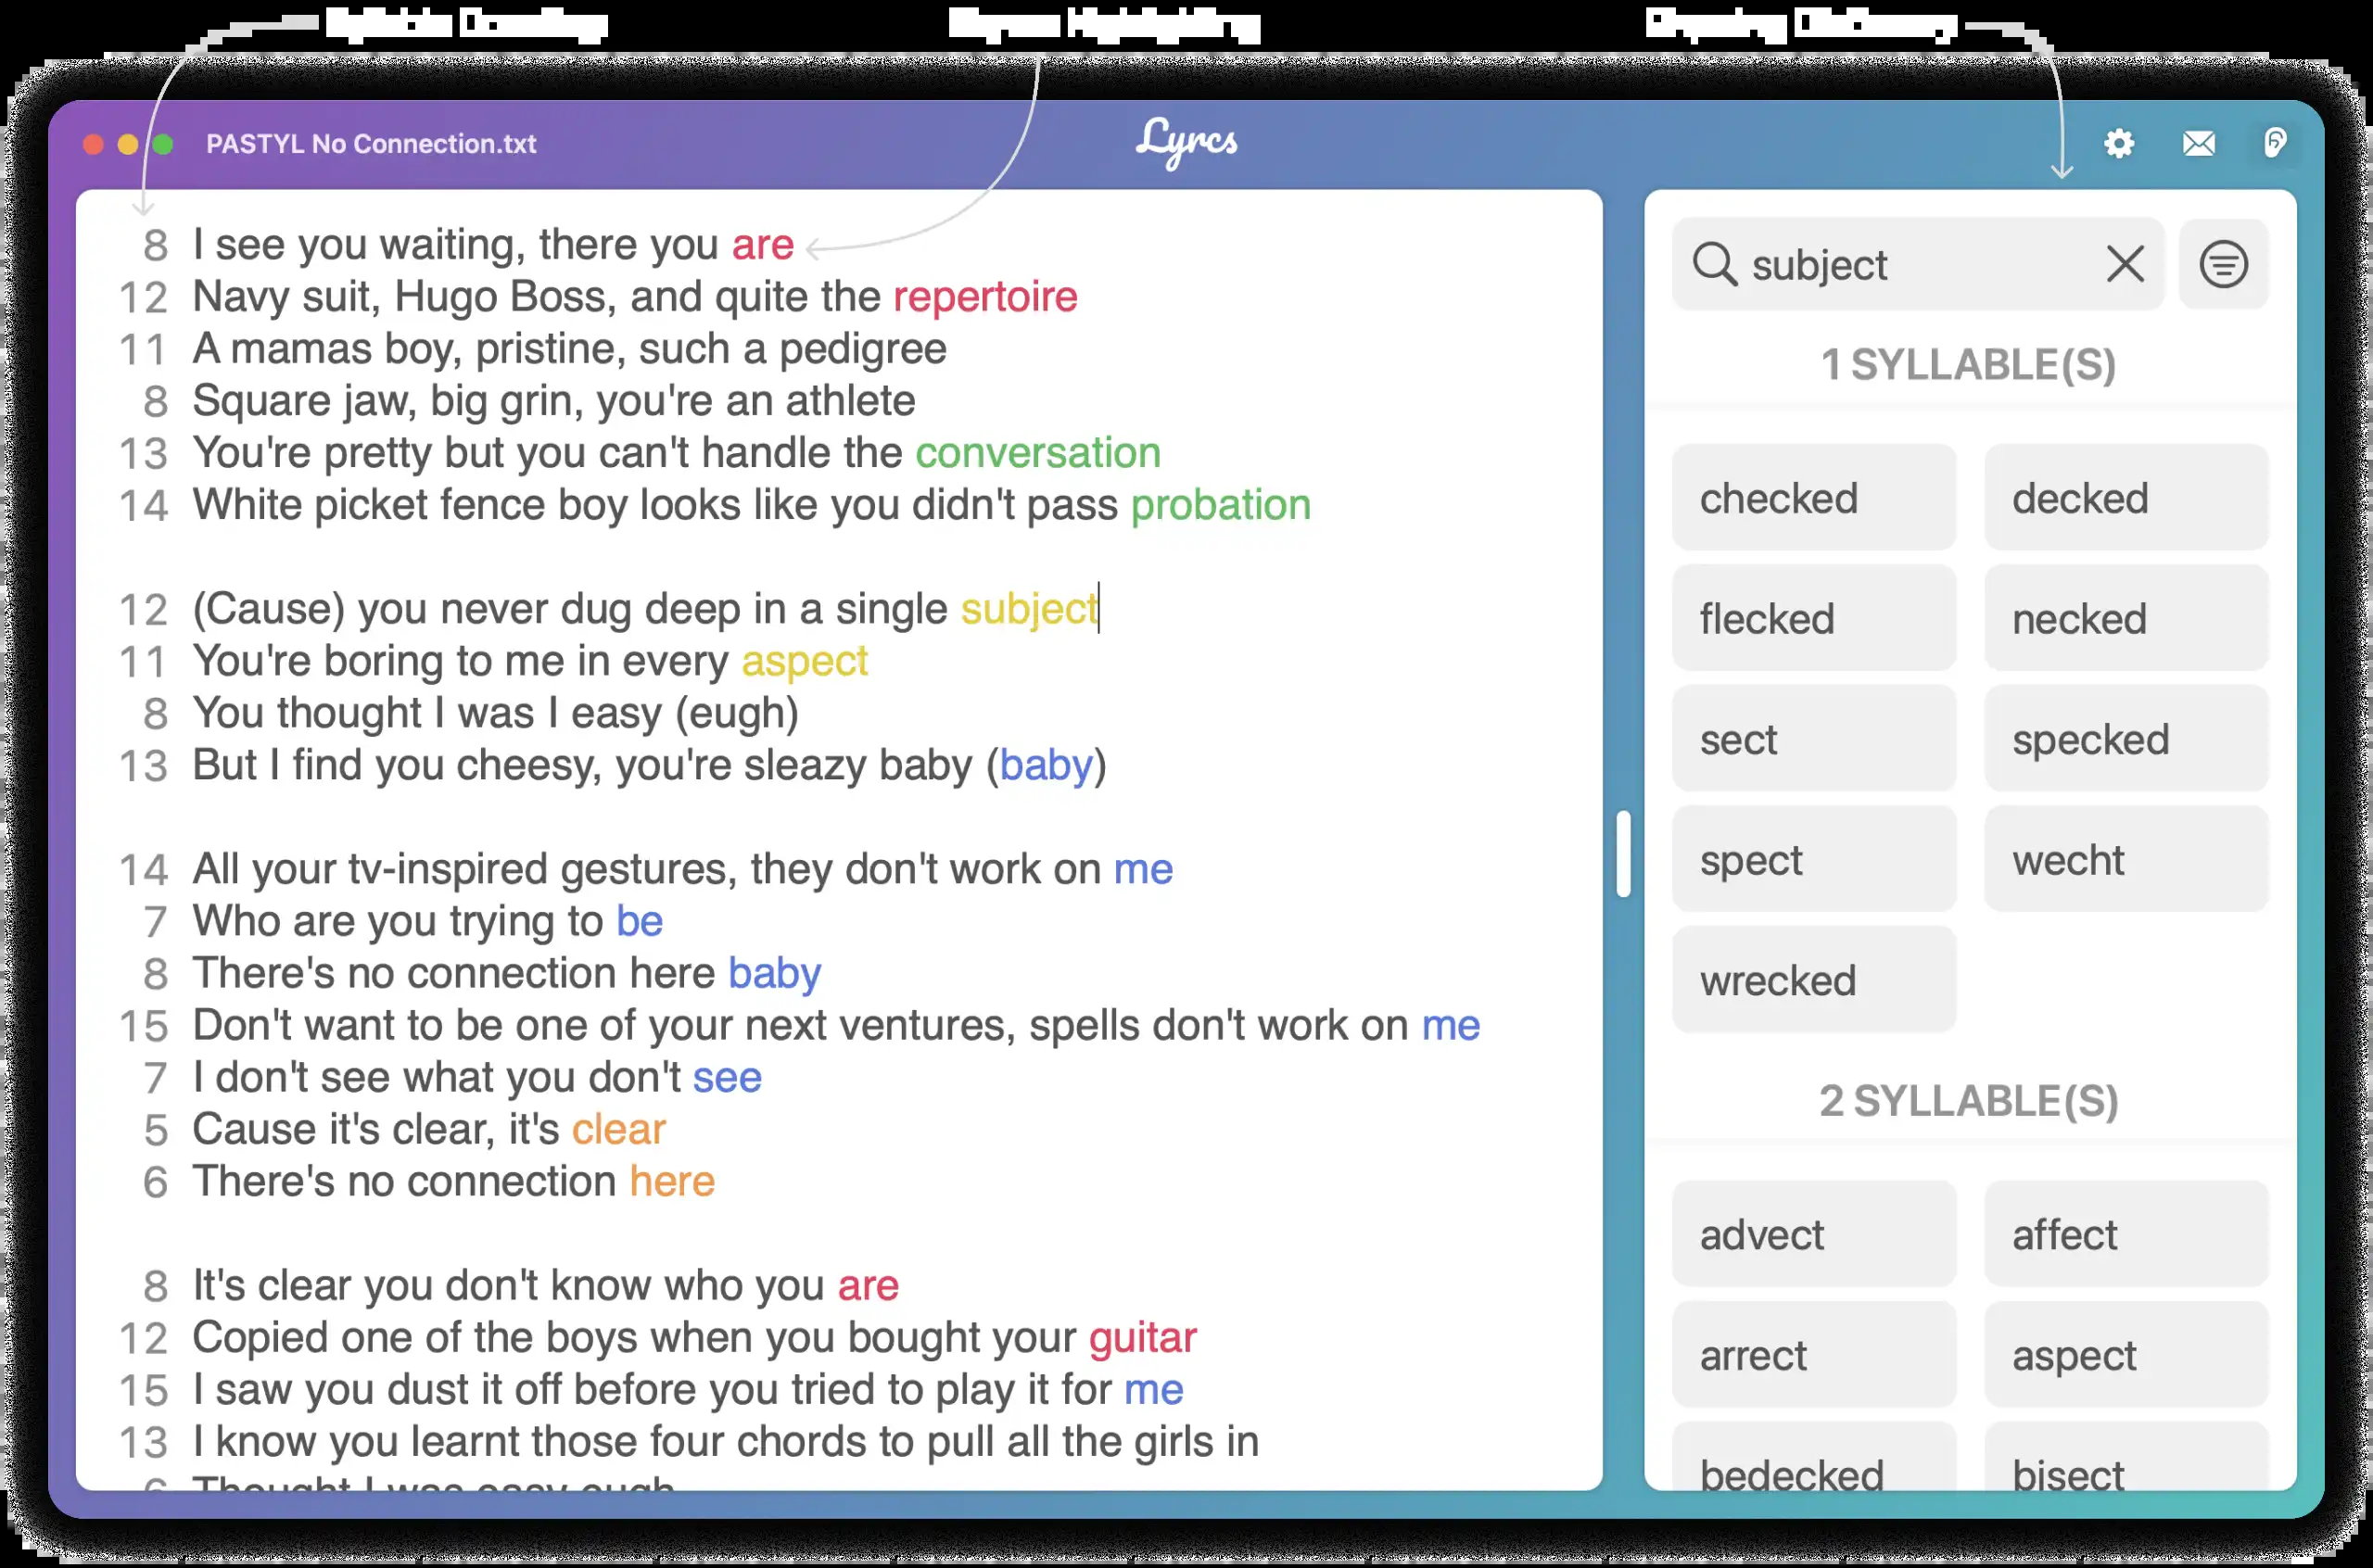 PASTYL No Connection.txt
Lyrcs
8 I see you waiting, there you are
12 Navy suit, Hugo Boss, and quite the repertoire
11 A mamas boy, pristine, such a pedigree
8 Square jaw, big grin, you're an athlete
13 You're pretty but you can't handle the conversation
14 White picket fence boy looks like you didn't pass probation
12 (Cause) you never dug deep in a single subject
11 You're boring to me in every aspect
8 You thought I was I easy (eugh)
13 But I find you cheesy, you're sleazy baby (baby)
14 All your tv-inspired gestures, they don't work on me
7 Who are you trying to be
8 There's no connection here baby
15 Don't want to be one of your next ventures, spells don't work on me
7 I don't see what you don't see
5 Cause it's clear, it's clear
6 There's no connection here
8 It's clear you don't know who you are
12 Copied one of the boys when you bought your guitar
15 I saw you dust it off before you tried to play it for me
13 I know you learnt those four chords to pull all the girls in
6 Thought I was easy eugh
subject
1 SYLLABLE(S)
checked decked
flecked necked
sect specked
spect wecht
wrecked
2 SYLLABLE(S)
advect affect
arrect aspect
bedecked bisect